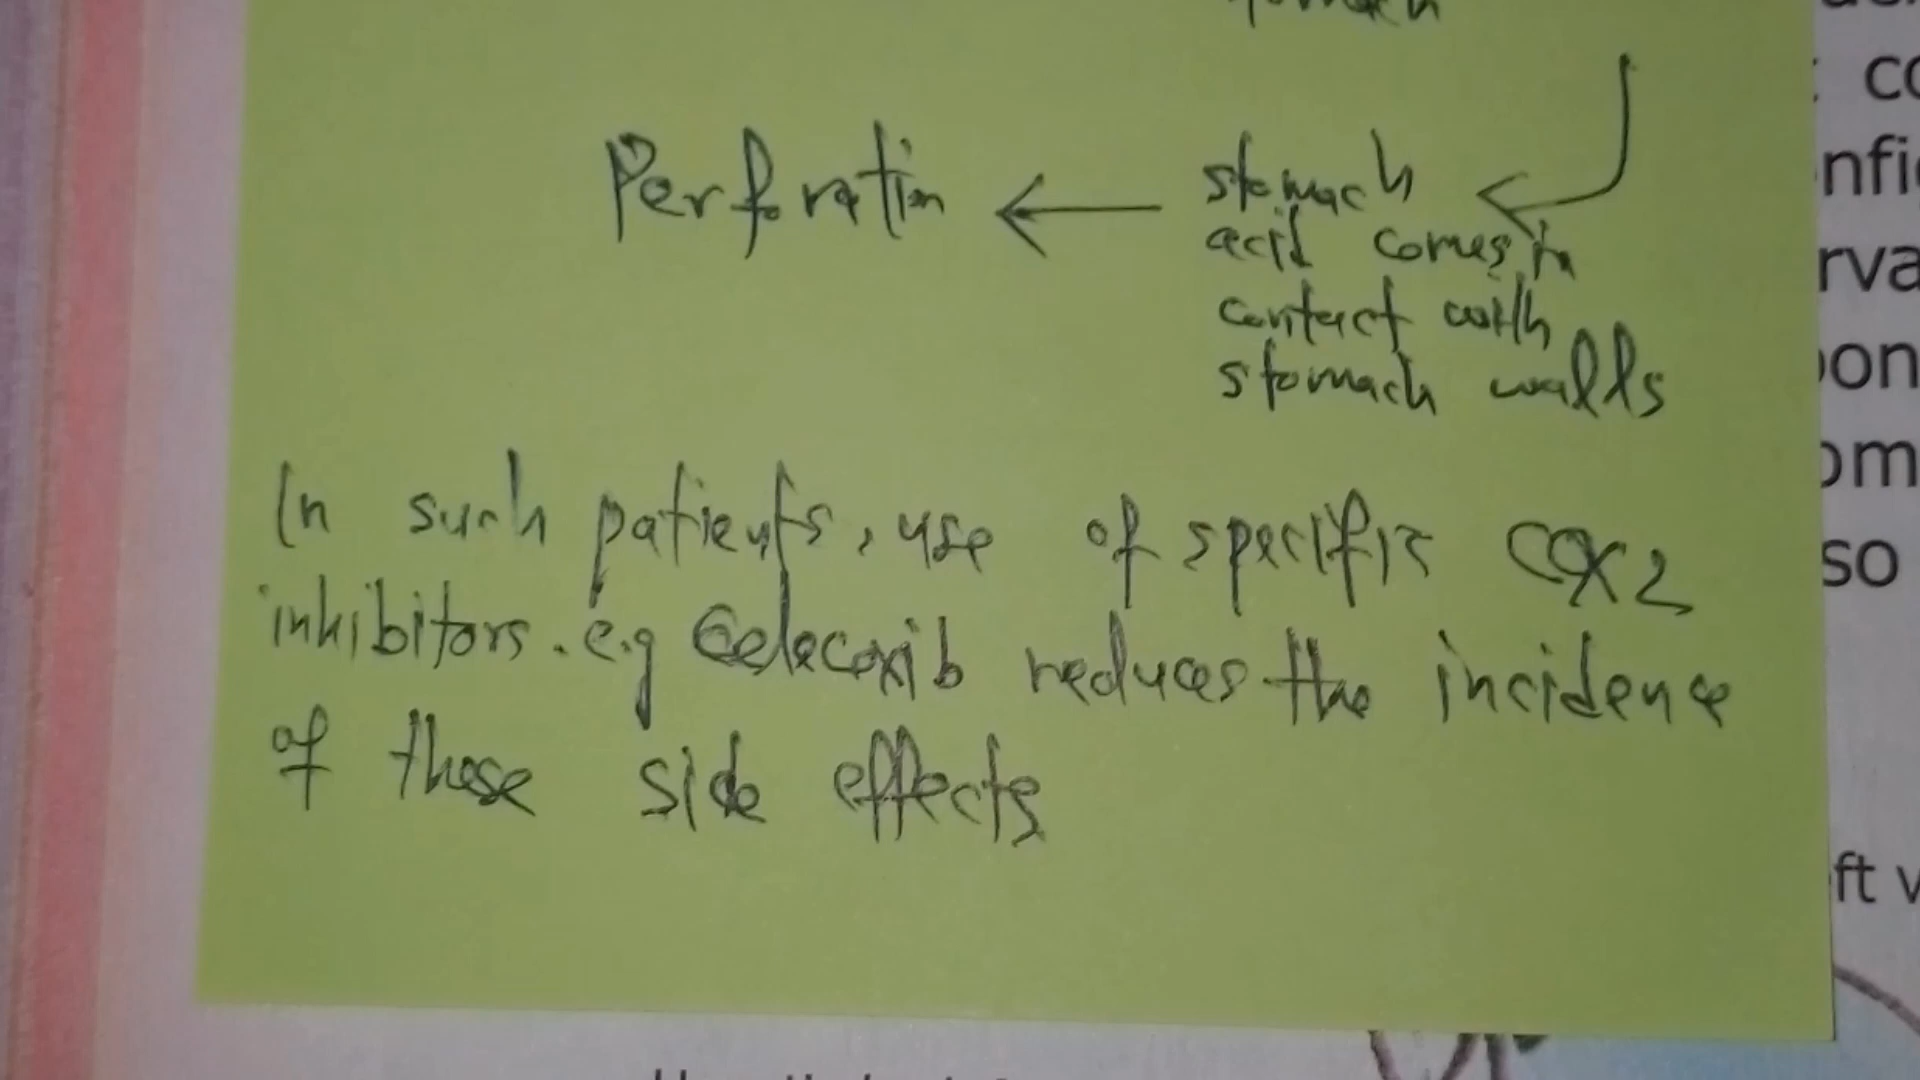 Perforation ← stomach
acid comes in
contact with
stomach walls
In such patients, use of specific COX2
inhibitors. e.g Celecoxib reduces the incidence
of these side effects
so